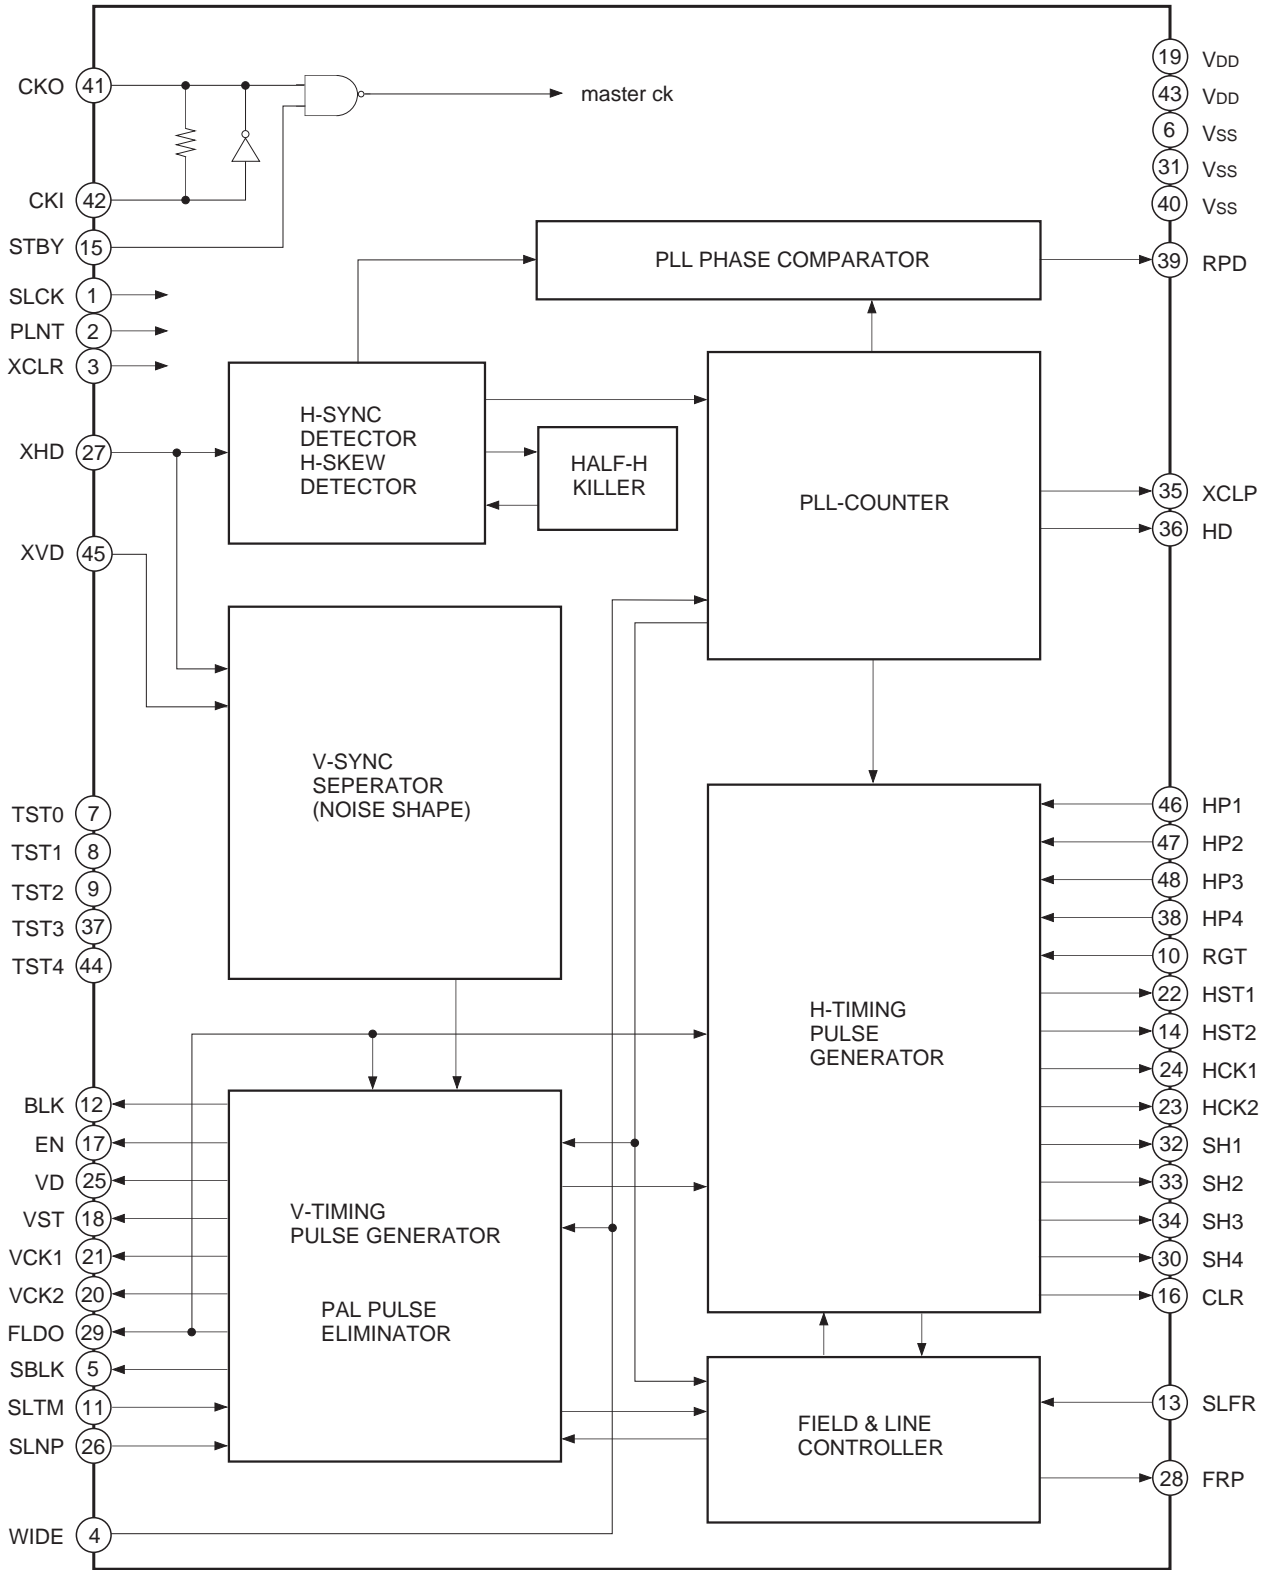 CKO 41
master ck
CKI 42
STBY 15
SLCK 1
PLNT 2
XCLR 3
XHD 27
XVD 45
TST0 7
TST1 8
TST2 9
TST3 37
TST4 44
BLK 12
EN 17
VD 25
VST 18
VCK1 21
VCK2 20
FLDO 29
SBLK 5
SLTM 11
SLNP 26
WIDE 4
H-SYNC
DETECTOR
H-SKEW
DETECTOR
HALF-H
KILLER
PLL PHASE COMPARATOR
PLL-COUNTER
V-SYNC
SEPERATOR
(NOISE SHAPE)
V-TIMING
PULSE GENERATOR
PAL PULSE
ELIMINATOR
H-TIMING
PULSE
GENERATOR
FIELD & LINE
CONTROLLER
19 VDD
43 VDD
6 VSS
31 VSS
40 VSS
39 RPD
35 XCLP
36 HD
46 HP1
47 HP2
48 HP3
38 HP4
10 RGT
22 HST1
14 HST2
24 HCK1
23 HCK2
32 SH1
33 SH2
34 SH3
30 SH4
16 CLR
13 SLFR
28 FRP